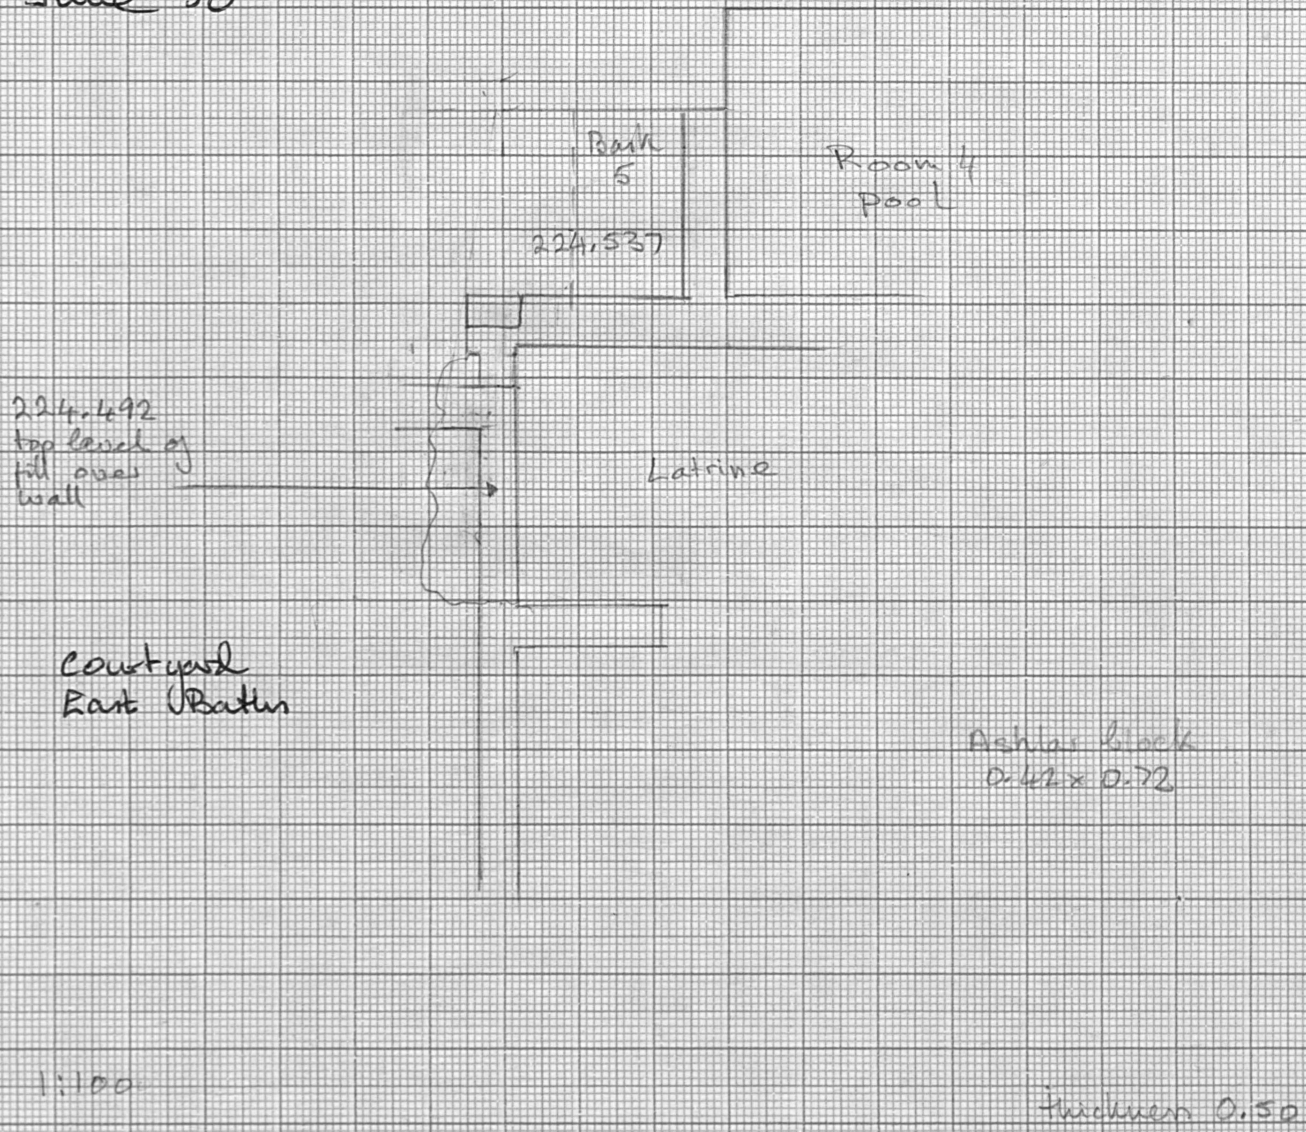 Bath
5
Room 4
pool
224.537
224.492
top level of
fill over
wall
Latrine
Courtyard
East Baths
Ashlar block
0.42 x 0.72
1:100
thickness 0.50